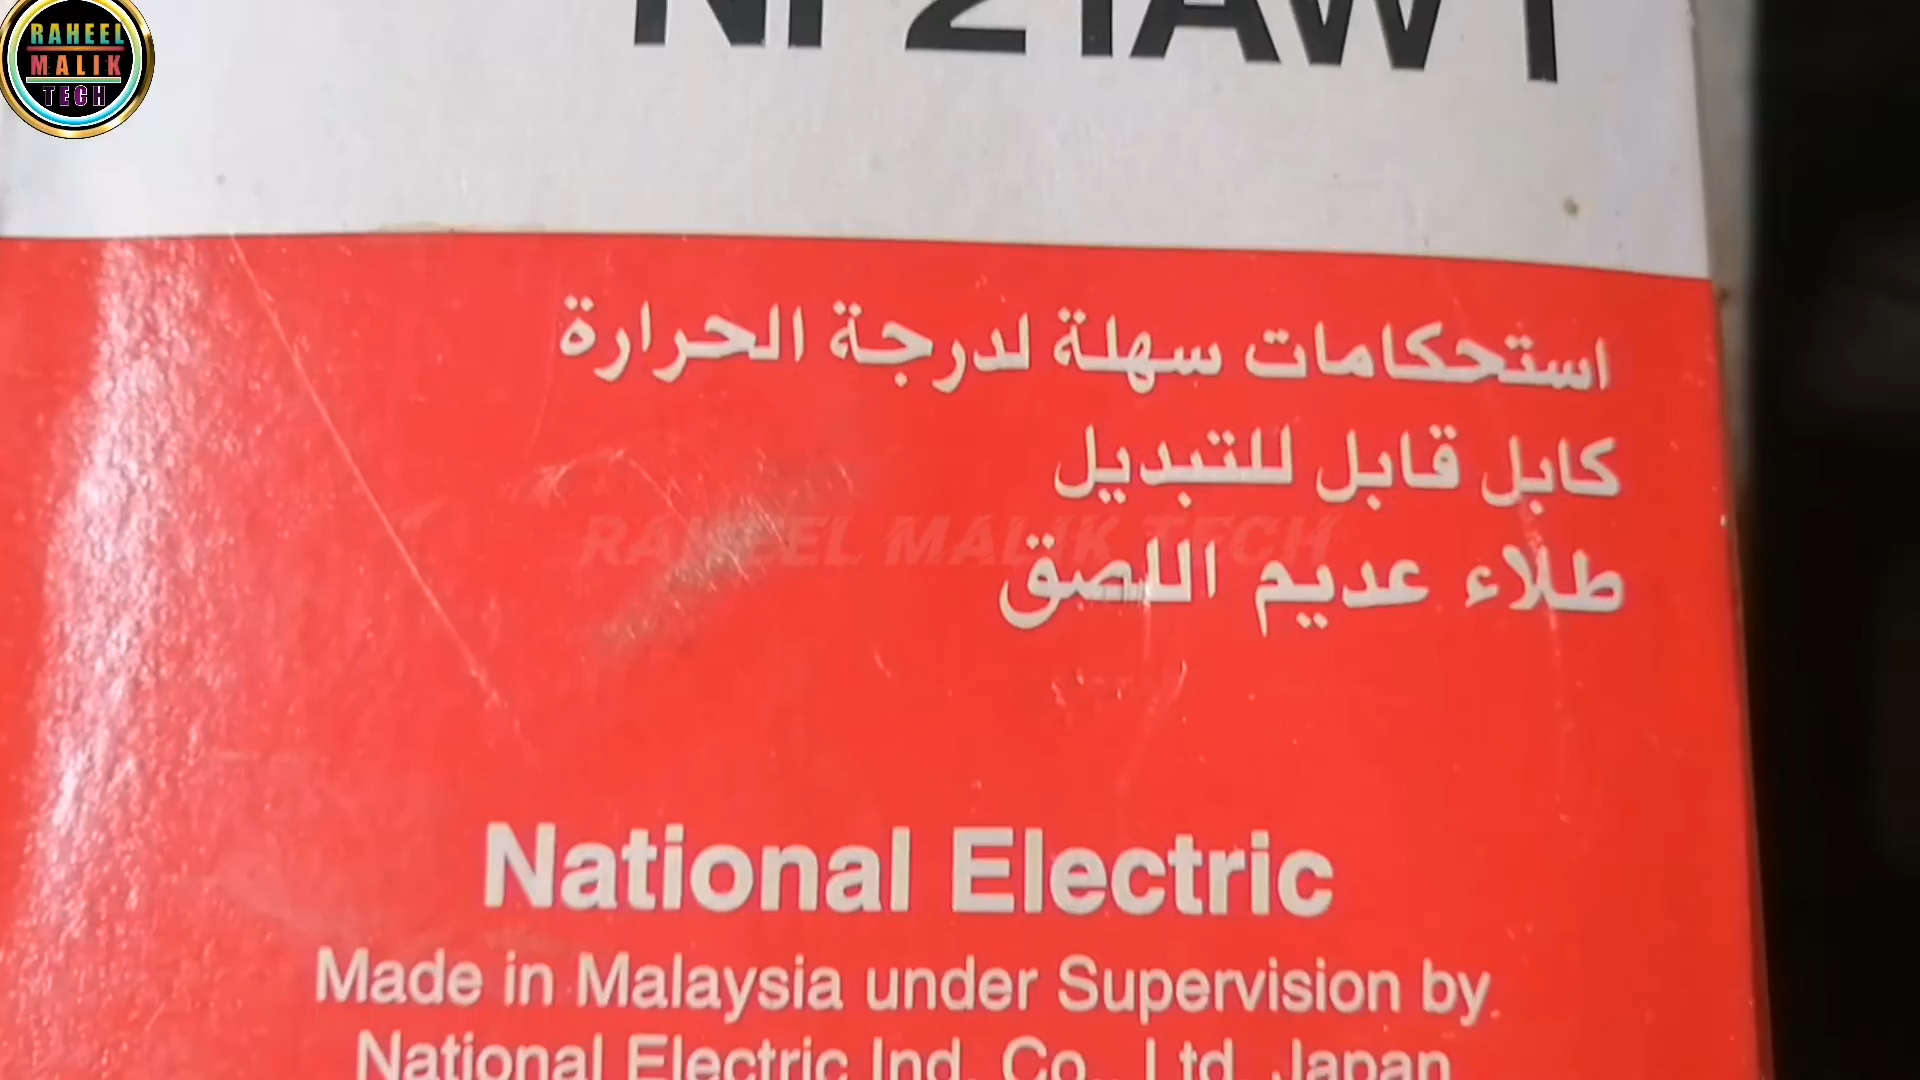 RAHEEL
MALIK
TECH
استحكامات سهلة لدرجة الحرارة
كابل قابل للتبديل
RAHEEL MALIK TECH
طلاء عديم اللصق
National Electric
Made in Malaysia under Supervision by
National Electric Ind. Co., Ltd. Japan